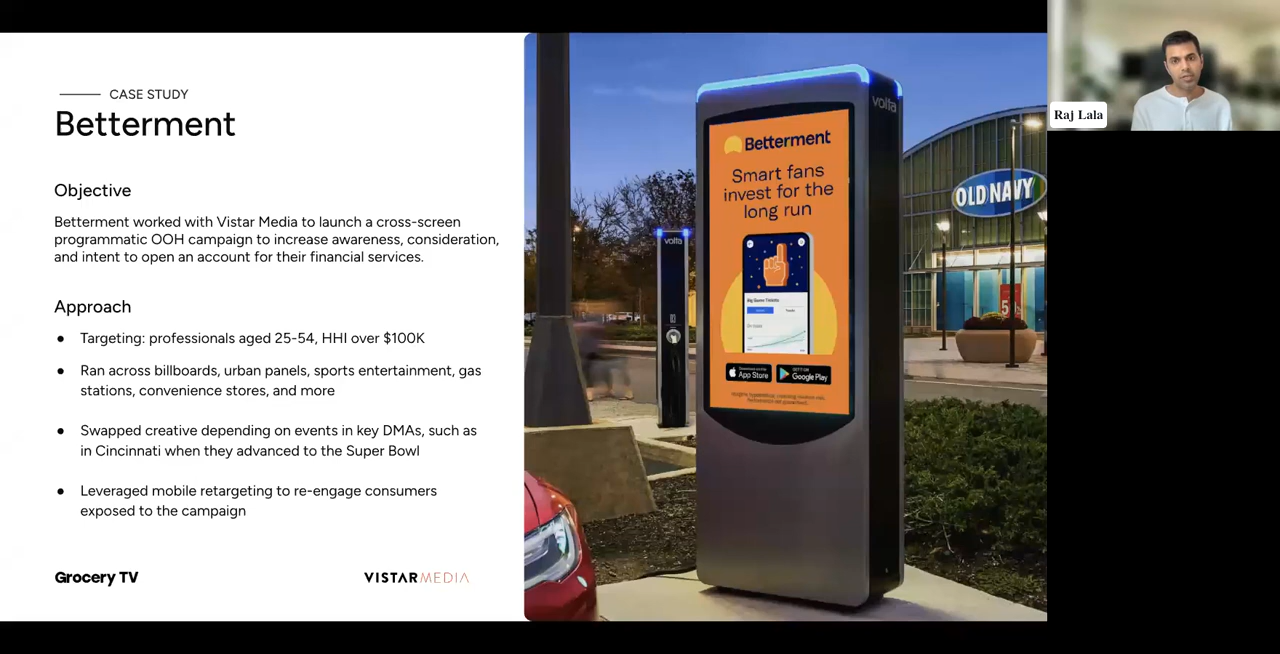 CASE STUDY
Betterment
Objective
Betterment worked with Vistar Media to launch a cross-screen
programmatic OOH campaign to increase awareness, consideration,
and intent to open an account for their financial services.
Approach
● Targeting: professionals aged 25-54, HHI over $100K
● Ran across billboards, urban panels, sports entertainment, gas
stations, convenience stores, and more
● Swapped creative depending on events in key DMAs, such as
in Cincinnati when they advanced to the Super Bowl
● Leveraged mobile retargeting to re-engage consumers
exposed to the campaign
Grocery TV
VISTARMEDIA
volta
volta
Betterment
Smart fans
invest for the
long run
Big Game Tickets
App Store
GET IT ON
Google Play
OLD NAVY
Raj Lala